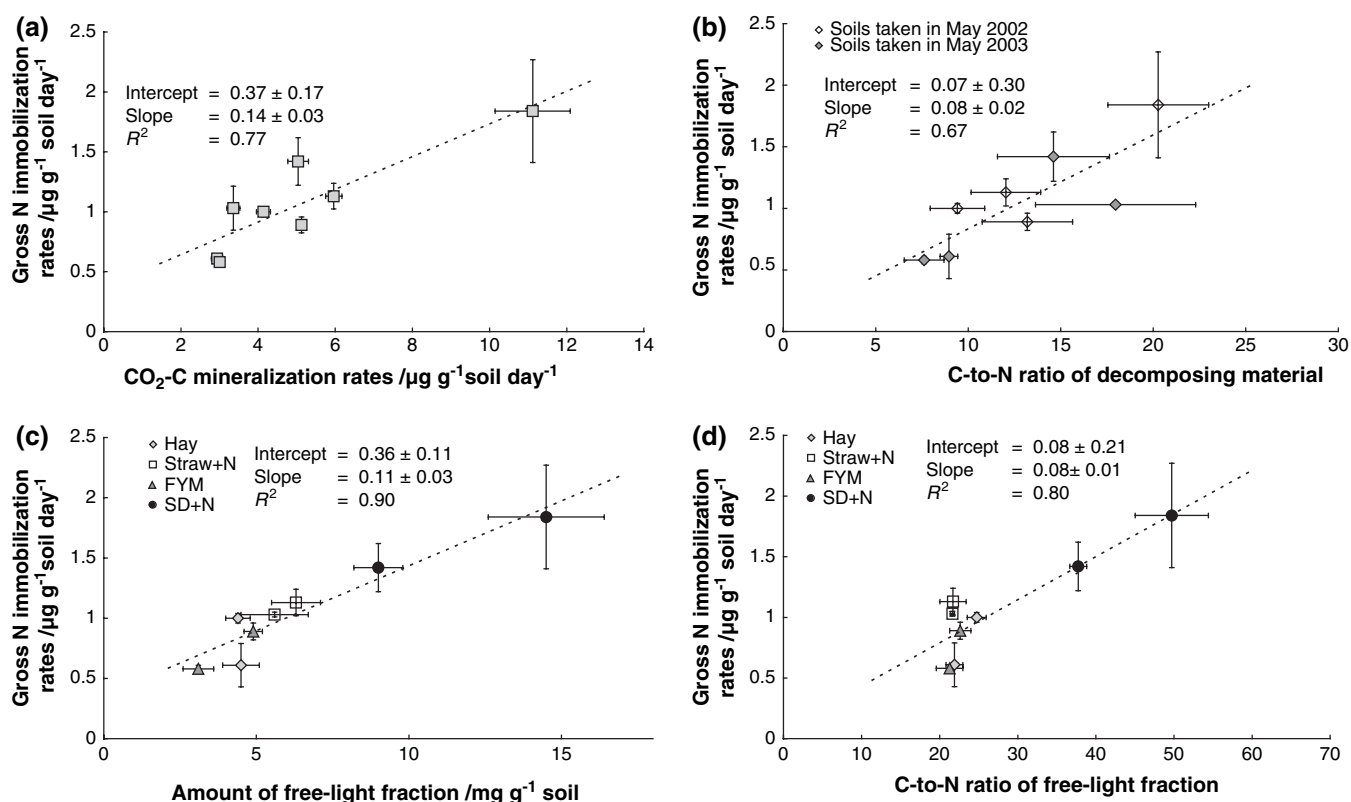 (a)
2.5
2
1.5
1
0.5
0
0 2 4 6 8 10 12 14
Gross N immobilization
rates /µg g⁻¹ soil day⁻¹
Intercept = 0.37 ± 0.17
Slope = 0.14 ± 0.03
R² = 0.77
CO₂-C mineralization rates /µg g⁻¹soil day⁻¹
(b)
2.5
2
1.5
1
0.5
0
0 5 10 15 20 25 30
Gross N immobilization
rates /µg g⁻¹ soil day⁻¹
Soils taken in May 2002
Soils taken in May 2003
Intercept = 0.07 ± 0.30
Slope = 0.08 ± 0.02
R² = 0.67
C-to-N ratio of decomposing material
(c)
2.5
2
1.5
1
0.5
0
0 5 10 15
Gross N immobilization
rates /µg g⁻¹soil day⁻¹
Hay
Straw+N
FYM
SD+N
Intercept = 0.36 ± 0.11
Slope = 0.11 ± 0.03
R² = 0.90
Amount of free-light fraction /mg g⁻¹ soil
(d)
2.5
2
1.5
1
0.5
0
0 10 20 30 40 50 60 70
Gross N immobilization
rates /µg g⁻¹ soil day⁻¹
Hay
Straw+N
FYM
SD+N
Intercept = 0.08 ± 0.21
Slope = 0.08± 0.01
R² = 0.80
C-to-N ratio of free-light fraction